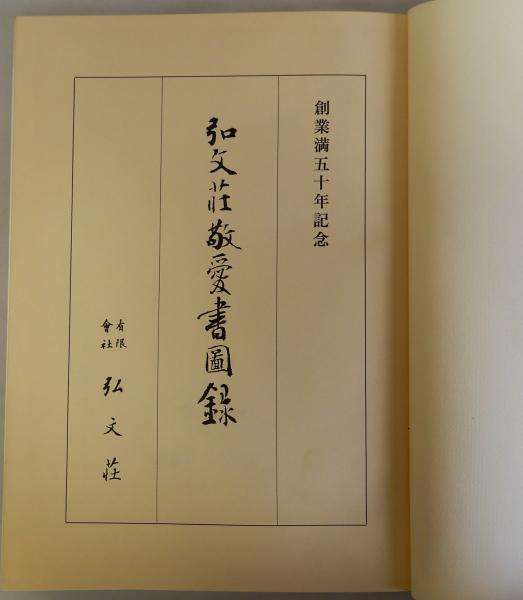 創業満五十年記念
弘文荘敬愛書圖録
有限會社 弘文荘